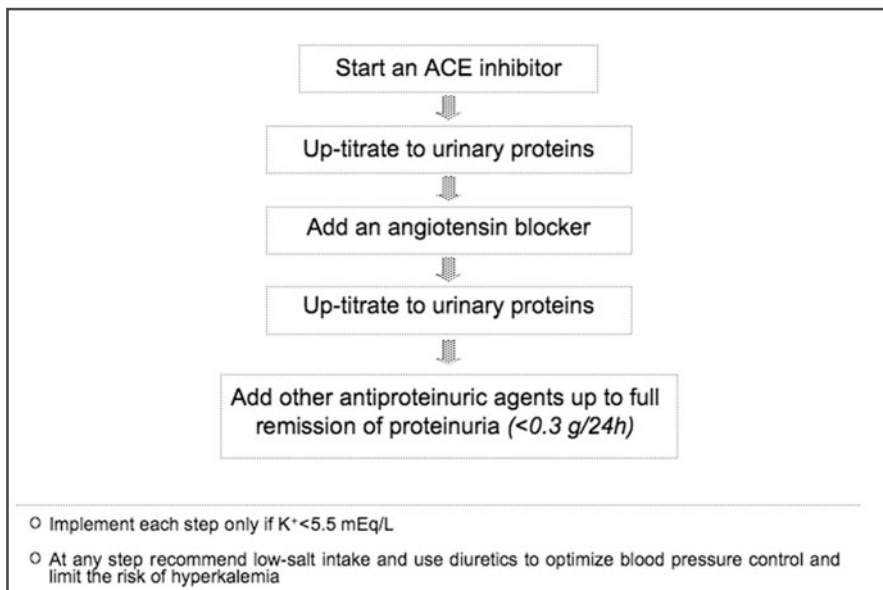 Start an ACE inhibitor
Up-titrate to urinary proteins
Add an angiotensin blocker
Up-titrate to urinary proteins
Add other antiproteinuric agents up to full
remission of proteinuria (<0.3 g/24h)
o Implement each step only if K⁺<5.5 mEq/L
o At any step recommend low-salt intake and use diuretics to optimize blood pressure control and
limit the risk of hyperkalemia